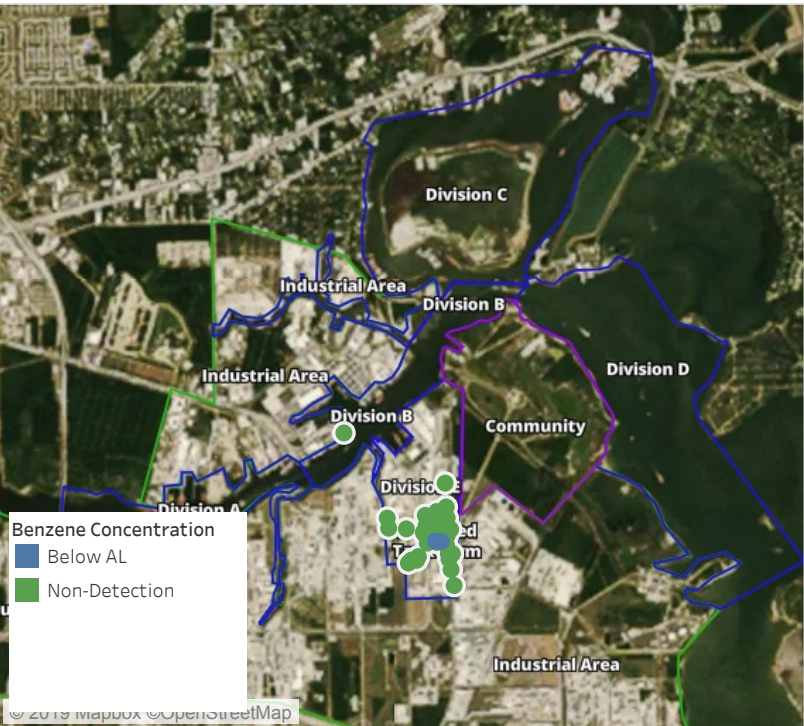 Division C
Industrial Area
Division B
Division D
Industrial Area
Division B
Community
Division A
Benzene Concentration
Below AL
Non-Detection
Industrial Area
© 2019 Mapbox ©OpenStreetMap